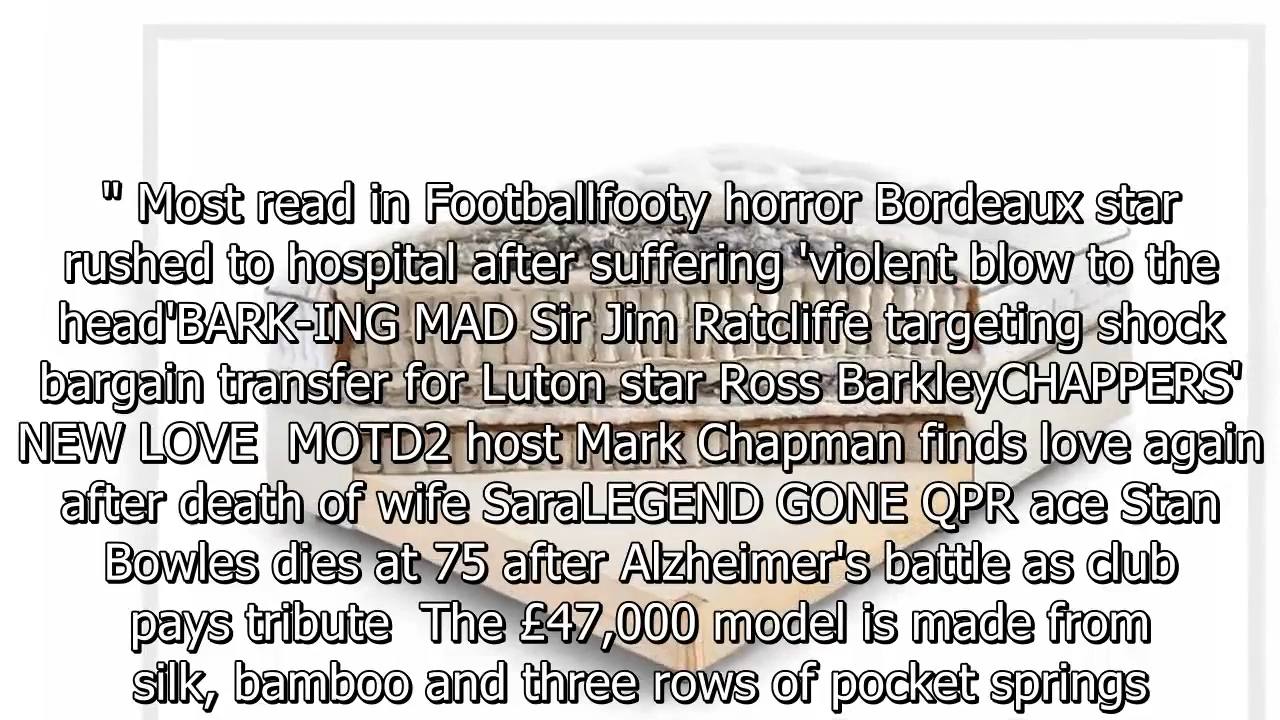 " Most read in Footballfooty horror Bordeaux star
rushed to hospital after suffering 'violent blow to the
head'BARK-ING MAD Sir Jim Ratcliffe targeting shock
bargain transfer for Luton star Ross BarkleyCHAPPERS'
NEW LOVE  MOTD2 host Mark Chapman finds love again
after death of wife SaraLEGEND GONE QPR ace Stan
Bowles dies at 75 after Alzheimer's battle as club
pays tribute  The £47,000 model is made from
silk, bamboo and three rows of pocket springs